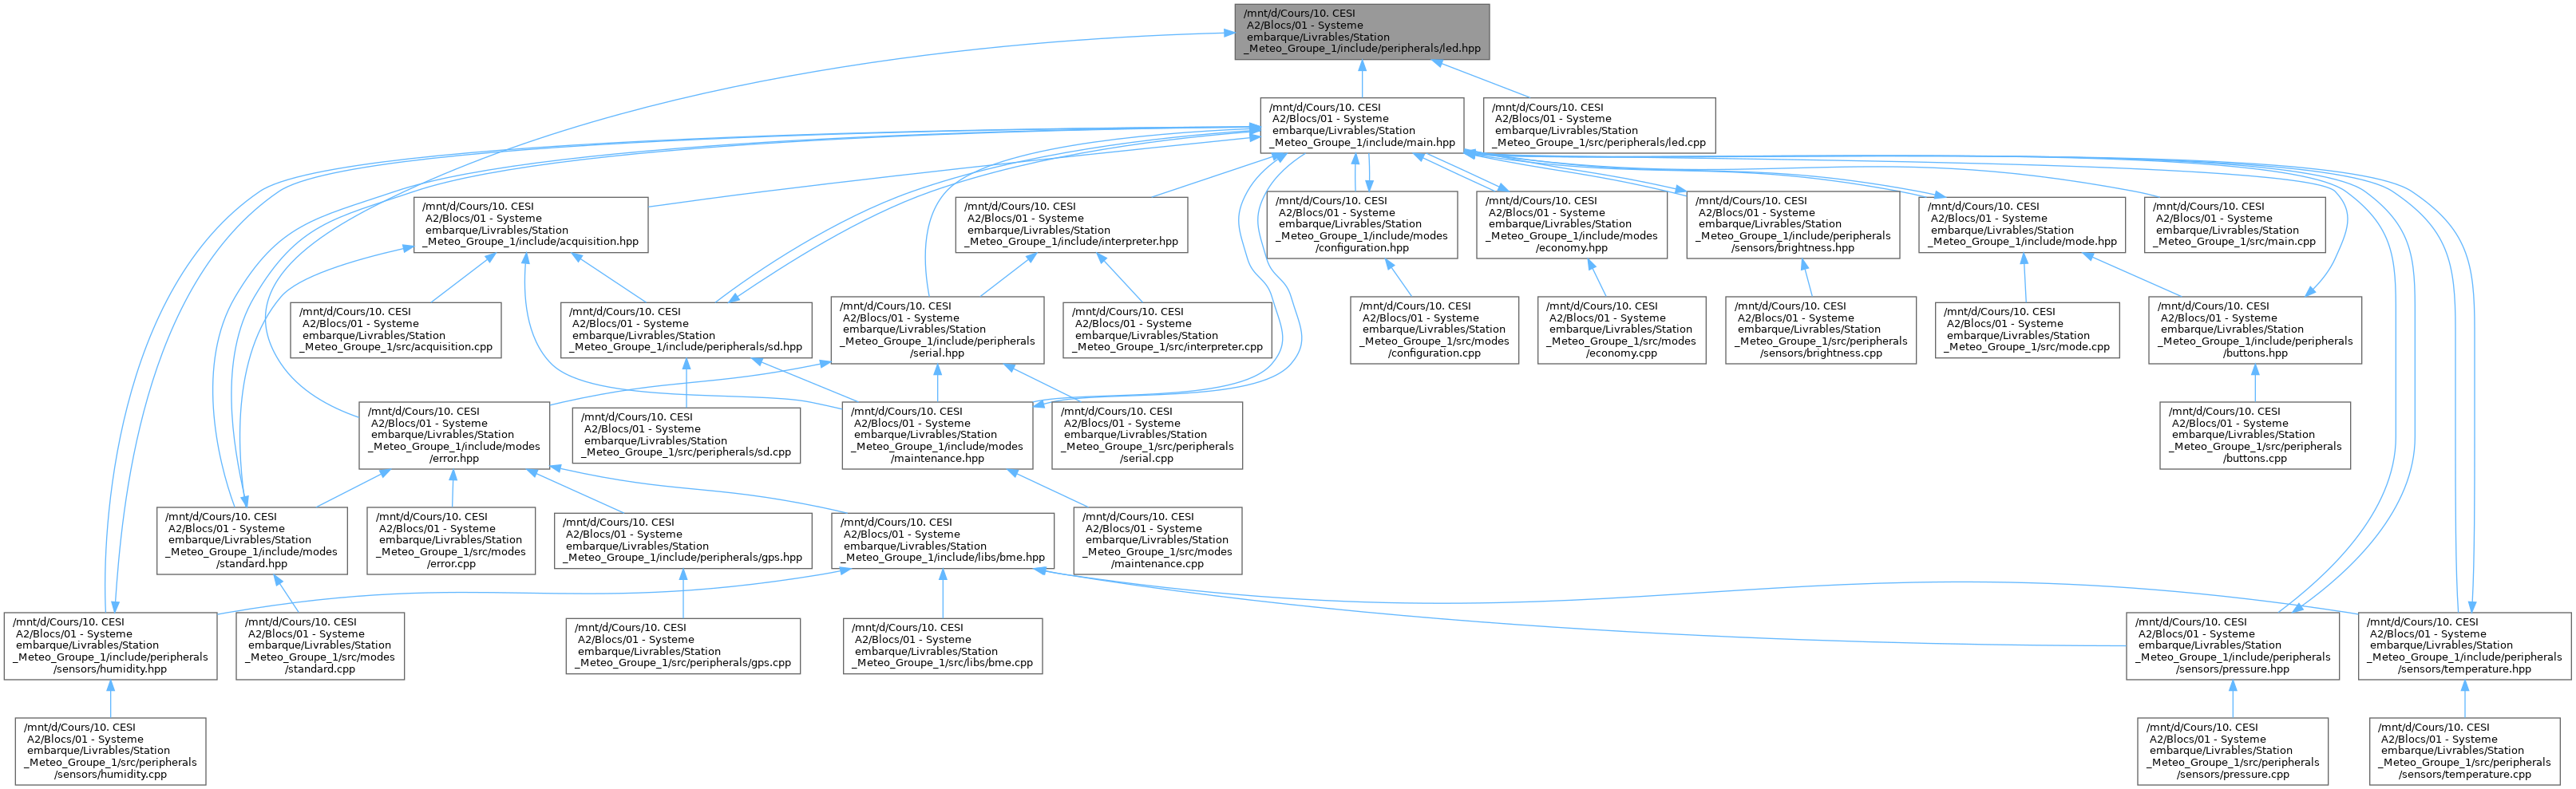 /mnt/d/Cours/10. CESI
A2/Blocs/01 - Systeme
embarque/Livrables/Station
_Meteo_Groupe_1/include/peripherals/led.hpp
/mnt/d/Cours/10. CESI
A2/Blocs/01 - Systeme
embarque/Livrables/Station
_Meteo_Groupe_1/include/main.hpp
/mnt/d/Cours/10. CESI
A2/Blocs/01 - Systeme
embarque/Livrables/Station
_Meteo_Groupe_1/src/peripherals/led.cpp
/mnt/d/Cours/10. CESI
A2/Blocs/01 - Systeme
embarque/Livrables/Station
_Meteo_Groupe_1/include/acquisition.hpp
/mnt/d/Cours/10. CESI
A2/Blocs/01 - Systeme
embarque/Livrables/Station
_Meteo_Groupe_1/include/interpreter.hpp
/mnt/d/Cours/10. CESI
A2/Blocs/01 - Systeme
embarque/Livrables/Station
_Meteo_Groupe_1/include/modes
/configuration.hpp
/mnt/d/Cours/10. CESI
A2/Blocs/01 - Systeme
embarque/Livrables/Station
_Meteo_Groupe_1/include/modes
/economy.hpp
/mnt/d/Cours/10. CESI
A2/Blocs/01 - Systeme
embarque/Livrables/Station
_Meteo_Groupe_1/include/peripherals
/sensors/brightness.hpp
/mnt/d/Cours/10. CESI
A2/Blocs/01 - Systeme
embarque/Livrables/Station
_Meteo_Groupe_1/include/mode.hpp
/mnt/d/Cours/10. CESI
A2/Blocs/01 - Systeme
embarque/Livrables/Station
_Meteo_Groupe_1/src/main.cpp
/mnt/d/Cours/10. CESI
A2/Blocs/01 - Systeme
embarque/Livrables/Station
_Meteo_Groupe_1/src/acquisition.cpp
/mnt/d/Cours/10. CESI
A2/Blocs/01 - Systeme
embarque/Livrables/Station
_Meteo_Groupe_1/include/peripherals/sd.hpp
/mnt/d/Cours/10. CESI
A2/Blocs/01 - Systeme
embarque/Livrables/Station
_Meteo_Groupe_1/include/peripherals
/serial.hpp
/mnt/d/Cours/10. CESI
A2/Blocs/01 - Systeme
embarque/Livrables/Station
_Meteo_Groupe_1/src/interpreter.cpp
/mnt/d/Cours/10. CESI
A2/Blocs/01 - Systeme
embarque/Livrables/Station
_Meteo_Groupe_1/src/modes
/configuration.cpp
/mnt/d/Cours/10. CESI
A2/Blocs/01 - Systeme
embarque/Livrables/Station
_Meteo_Groupe_1/src/modes
/economy.cpp
/mnt/d/Cours/10. CESI
A2/Blocs/01 - Systeme
embarque/Livrables/Station
_Meteo_Groupe_1/src/peripherals
/sensors/brightness.cpp
/mnt/d/Cours/10. CESI
A2/Blocs/01 - Systeme
embarque/Livrables/Station
_Meteo_Groupe_1/src/mode.cpp
/mnt/d/Cours/10. CESI
A2/Blocs/01 - Systeme
embarque/Livrables/Station
_Meteo_Groupe_1/include/peripherals
/buttons.hpp
/mnt/d/Cours/10. CESI
A2/Blocs/01 - Systeme
embarque/Livrables/Station
_Meteo_Groupe_1/include/modes
/error.hpp
/mnt/d/Cours/10. CESI
A2/Blocs/01 - Systeme
embarque/Livrables/Station
_Meteo_Groupe_1/src/peripherals/sd.cpp
/mnt/d/Cours/10. CESI
A2/Blocs/01 - Systeme
embarque/Livrables/Station
_Meteo_Groupe_1/include/modes
/maintenance.hpp
/mnt/d/Cours/10. CESI
A2/Blocs/01 - Systeme
embarque/Livrables/Station
_Meteo_Groupe_1/src/peripherals
/serial.cpp
/mnt/d/Cours/10. CESI
A2/Blocs/01 - Systeme
embarque/Livrables/Station
_Meteo_Groupe_1/src/peripherals
/buttons.cpp
/mnt/d/Cours/10. CESI
A2/Blocs/01 - Systeme
embarque/Livrables/Station
_Meteo_Groupe_1/include/modes
/standard.hpp
/mnt/d/Cours/10. CESI
A2/Blocs/01 - Systeme
embarque/Livrables/Station
_Meteo_Groupe_1/src/modes
/error.cpp
/mnt/d/Cours/10. CESI
A2/Blocs/01 - Systeme
embarque/Livrables/Station
_Meteo_Groupe_1/include/peripherals/gps.hpp
/mnt/d/Cours/10. CESI
A2/Blocs/01 - Systeme
embarque/Livrables/Station
_Meteo_Groupe_1/include/libs/bme.hpp
/mnt/d/Cours/10. CESI
A2/Blocs/01 - Systeme
embarque/Livrables/Station
_Meteo_Groupe_1/src/modes
/maintenance.cpp
/mnt/d/Cours/10. CESI
A2/Blocs/01 - Systeme
embarque/Livrables/Station
_Meteo_Groupe_1/include/peripherals
/sensors/humidity.hpp
/mnt/d/Cours/10. CESI
A2/Blocs/01 - Systeme
embarque/Livrables/Station
_Meteo_Groupe_1/src/modes
/standard.cpp
/mnt/d/Cours/10. CESI
A2/Blocs/01 - Systeme
embarque/Livrables/Station
_Meteo_Groupe_1/src/peripherals/gps.cpp
/mnt/d/Cours/10. CESI
A2/Blocs/01 - Systeme
embarque/Livrables/Station
_Meteo_Groupe_1/src/libs/bme.cpp
/mnt/d/Cours/10. CESI
A2/Blocs/01 - Systeme
embarque/Livrables/Station
_Meteo_Groupe_1/include/peripherals
/sensors/pressure.hpp
/mnt/d/Cours/10. CESI
A2/Blocs/01 - Systeme
embarque/Livrables/Station
_Meteo_Groupe_1/include/peripherals
/sensors/temperature.hpp
/mnt/d/Cours/10. CESI
A2/Blocs/01 - Systeme
embarque/Livrables/Station
_Meteo_Groupe_1/src/peripherals
/sensors/humidity.cpp
/mnt/d/Cours/10. CESI
A2/Blocs/01 - Systeme
embarque/Livrables/Station
_Meteo_Groupe_1/src/peripherals
/sensors/pressure.cpp
/mnt/d/Cours/10. CESI
A2/Blocs/01 - Systeme
embarque/Livrables/Station
_Meteo_Groupe_1/src/peripherals
/sensors/temperature.cpp